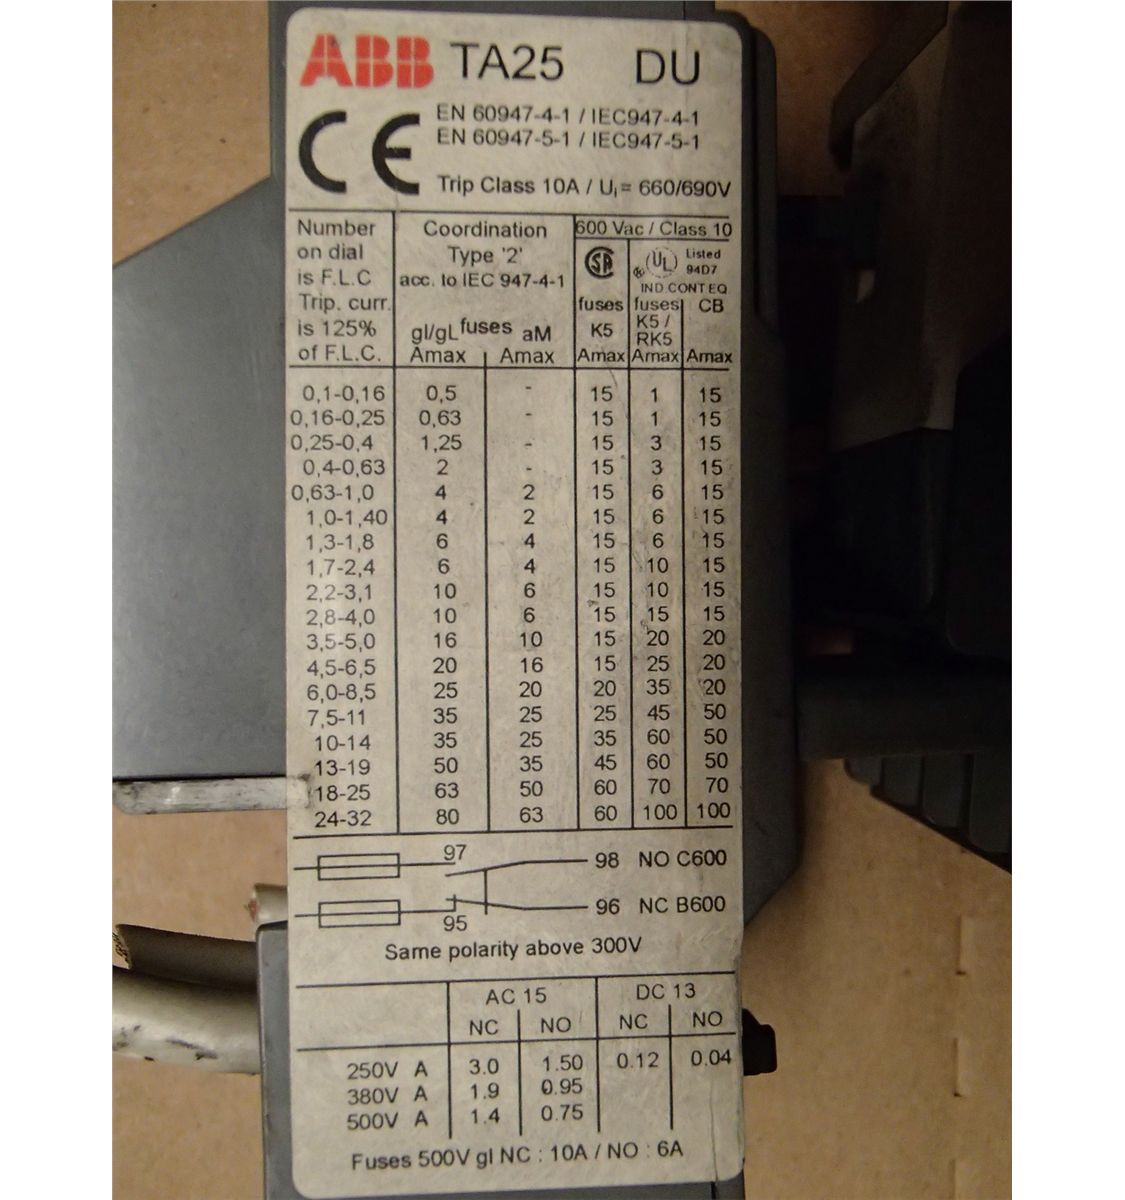 ABB TA25 DU
CE EN 60947-4-1 / IEC947-4-1
EN 60947-5-1 / IEC947-5-1
Trip Class 10A / Ui= 660/690V
Number on dial is F.L.C Trip. curr. is 125% of F.L.C.
Coordination Type '2' acc. to IEC 947-4-1
gl/gL fuses aM
Amax Amax
600 Vac / Class 10
SA fuses K5 Amax
UL ® Listed 94D7
IND.CONT EQ
fuses K5 / RK5 Amax
CB Amax
0,1-0,16 0,5 - 15 1 15
0,16-0,25 0,63 - 15 1 15
0,25-0,4 1,25 - 15 3 15
0,4-0,63 2 - 15 3 15
0,63-1,0 4 2 15 6 15
1,0-1,40 4 2 15 6 15
1,3-1,8 6 4 15 6 15
1,7-2,4 6 4 15 10 15
2,2-3,1 10 6 15 10 15
2,8-4,0 10 6 15 15 15
3,5-5,0 16 10 15 20 20
4,5-6,5 20 16 15 25 20
6,0-8,5 25 20 20 35 20
7,5-11 35 25 25 45 50
10-14 35 25 35 60 50
13-19 50 35 45 60 50
18-25 63 50 60 70 70
24-32 80 63 60 100 100
97 98 NO C600
95 96 NC B600
Same polarity above 300V
AC 15 DC 13
NC NO NC NO
250V A 3.0 1.50 0.12 0.04
380V A 1.9 0.95
500V A 1.4 0.75
Fuses 500V gl NC : 10A / NO : 6A